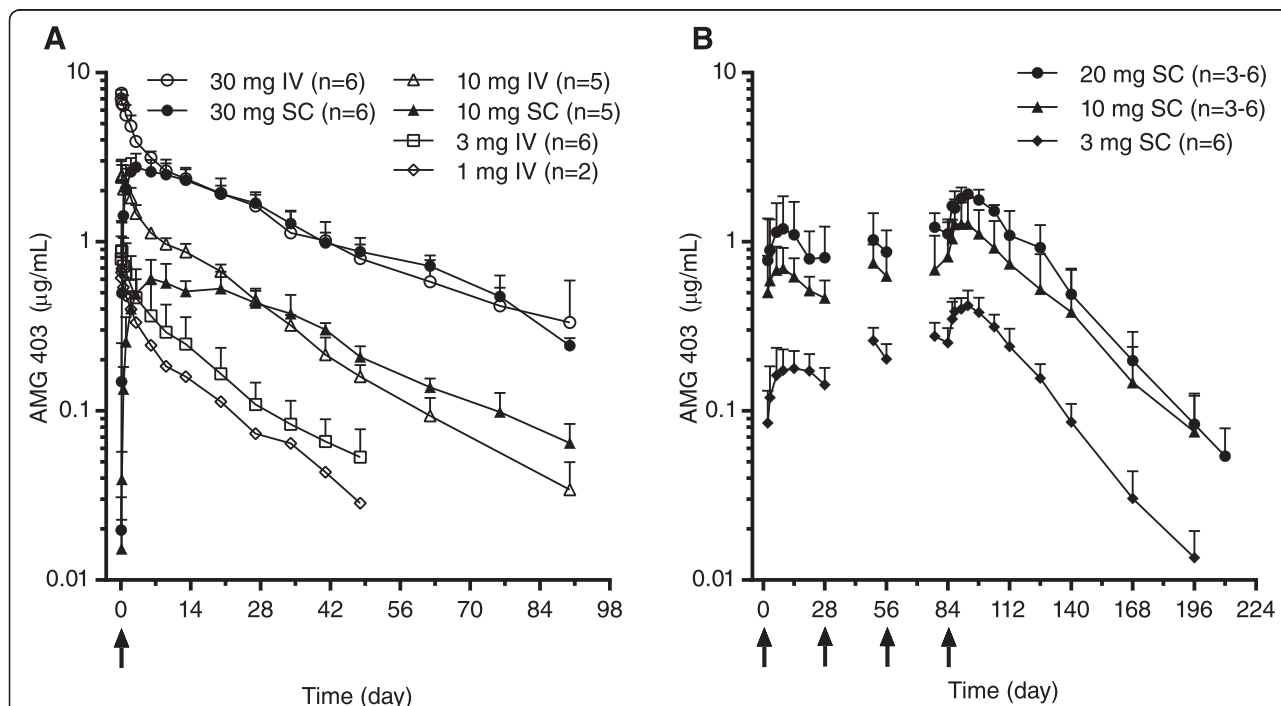 A
30 mg IV (n=6)
30 mg SC (n=6)
10 mg IV (n=5)
10 mg SC (n=5)
3 mg IV (n=6)
1 mg IV (n=2)
10
1
0.1
0.01
AMG 403 (μg/mL)
0 14 28 42 56 70 84 98
Time (day)
B
20 mg SC (n=3-6)
10 mg SC (n=3-6)
3 mg SC (n=6)
10
1
0.1
0.01
AMG 403 (μg/mL)
0 28 56 84 112 140 168 196 224
Time (day)